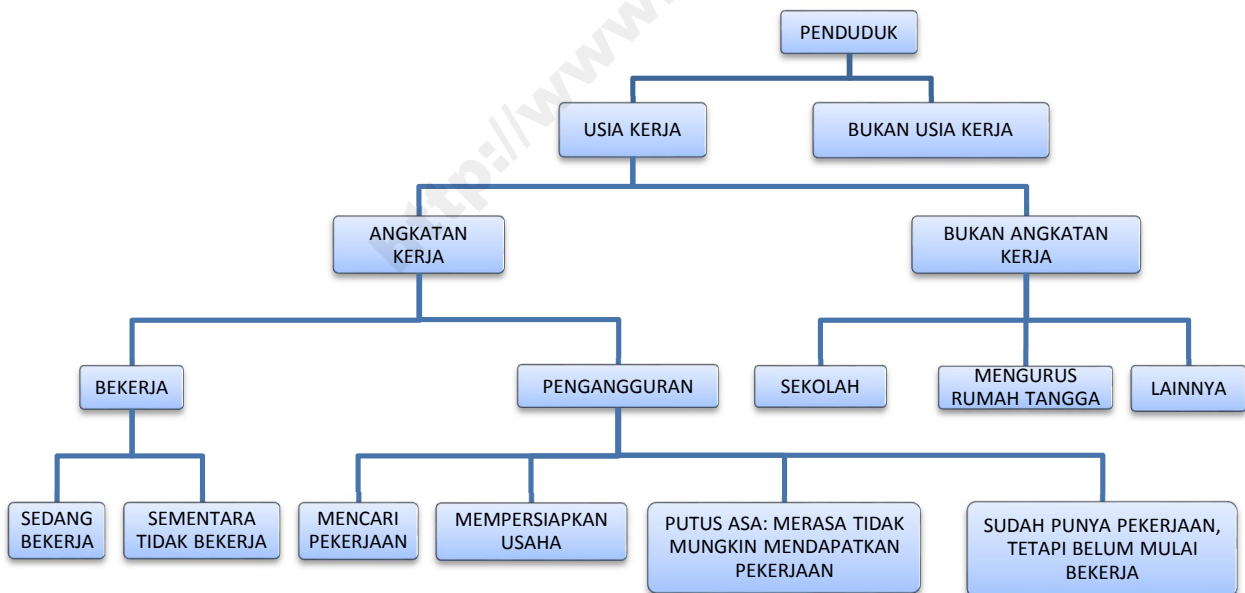 PENDUDUK
USIA KERJA
BUKAN USIA KERJA
ANGKATAN
KERJA
BUKAN ANGKATAN
KERJA
BEKERJA
PENGANGGURAN
SEKOLAH
MENGURUS
RUMAH TANGGA
LAINNYA
SEDANG
BEKERJA
SEMENTARA
TIDAK BEKERJA
MENCARI
PEKERJAAN
MEMPERSIAPKAN
USAHA
PUTUS ASA: MERASA TIDAK
MUNGKIN MENDAPATKAN
PEKERJAAN
SUDAH PUNYA PEKERJAAN,
TETAPI BELUM MULAI
BEKERJA
http://www.